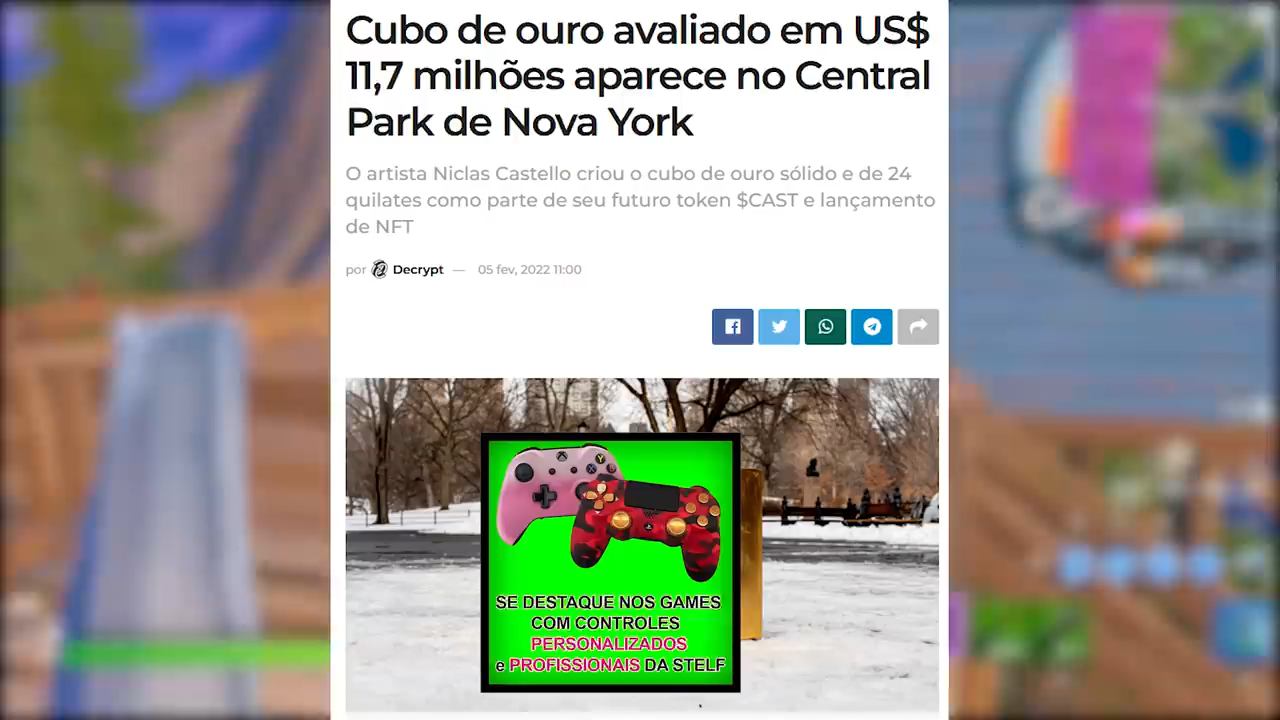 Cubo de ouro avaliado em US$
11,7 milhões aparece no Central
Park de Nova York
O artista Niclas Castello criou o cubo de ouro sólido e de 24
quilates como parte de seu futuro token $CAST e lançamento
de NFT
por Decrypt — 05 fev, 2022 11:00
SE DESTAQUE NOS GAMES
COM CONTROLES
PERSONALIZADOS
e PROFISSIONAIS DA STELF